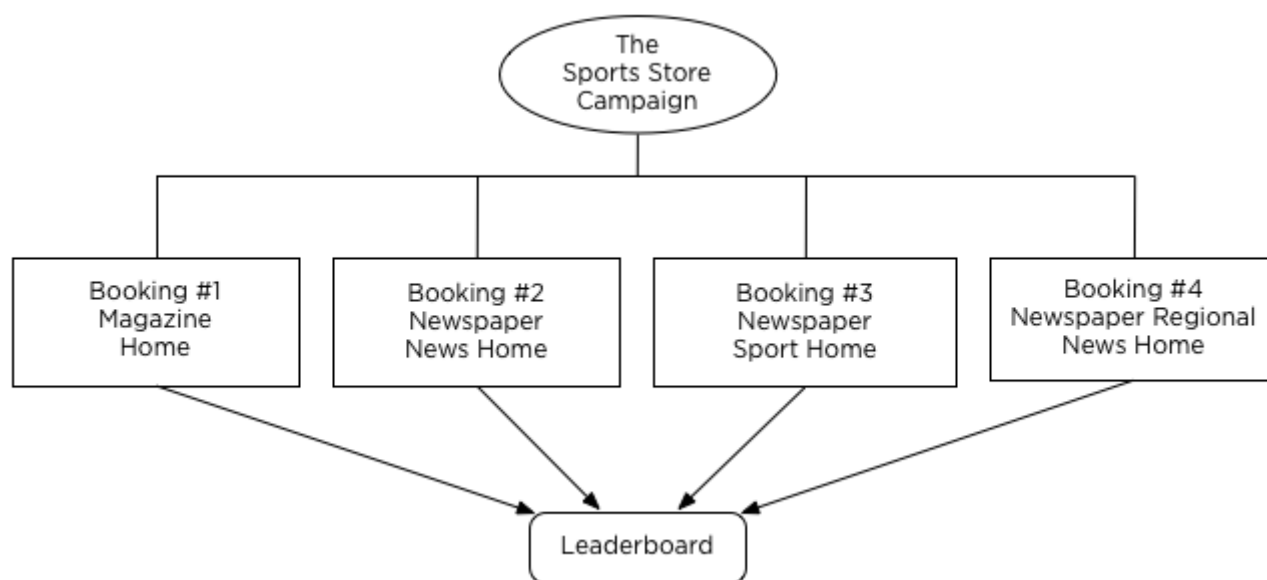 The
Sports Store
Campaign
Booking #1
Magazine
Home
Booking #2
Newspaper
News Home
Booking #3
Newspaper
Sport Home
Booking #4
Newspaper Regional
News Home
Leaderboard